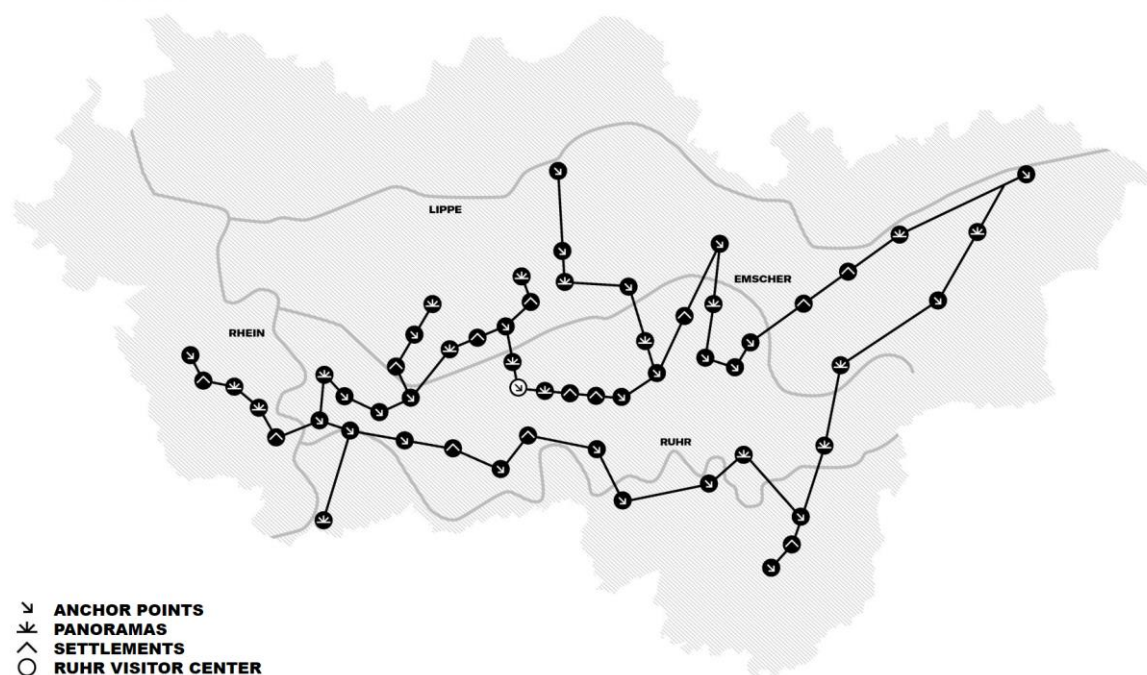 LIPPE
EMSCHER
RHEIN
RUHR
ANCHOR POINTS
PANORAMAS
SETTLEMENTS
RUHR VISITOR CENTER